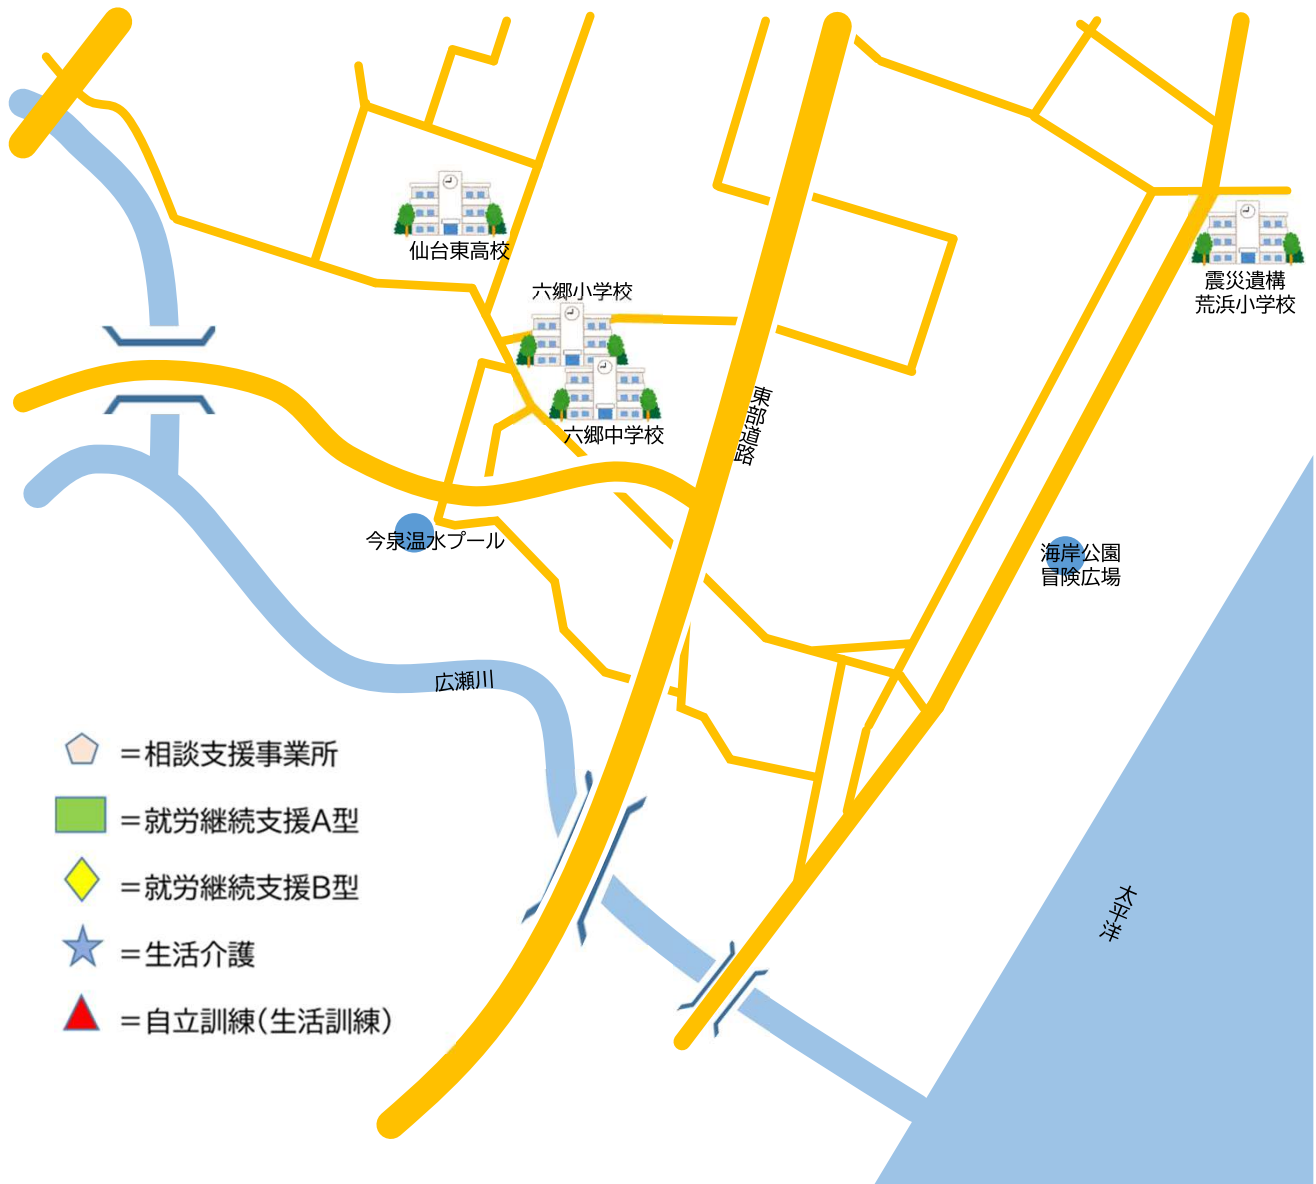 仙台東高校
六郷小学校
震災遺構
荒浜小学校
東部道路
六郷中学校
今泉温水プール
海岸公園
冒険広場
広瀬川
太平洋
=相談支援事業所
=就労継続支援A型
=就労継続支援B型
=生活介護
=自立訓練(生活訓練)